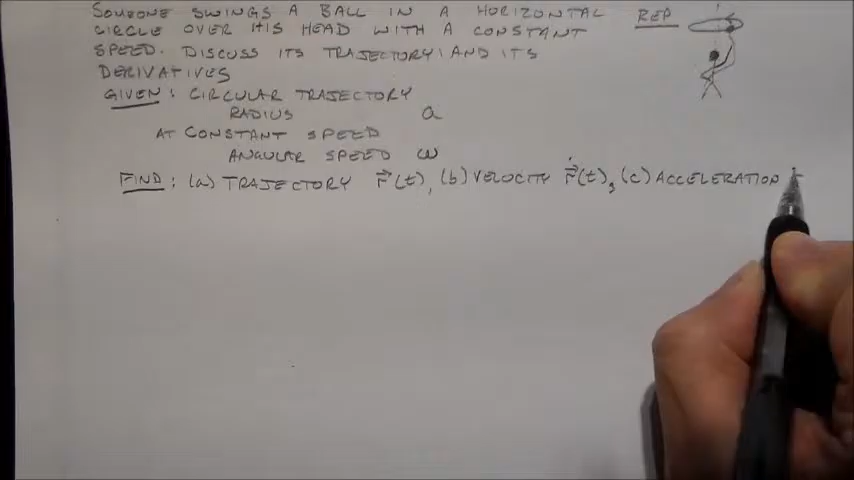 SOMEONE SWINGS A BALL IN A HORIZONTAL
CIRCLE OVER HIS HEAD WITH A CONSTANT
SPEED. DISCUSS ITS TRAJECTORY AND ITS
DERIVATIVES
REP
GIVEN: CIRCULAR TRAJECTORY
RADIUS a
AT CONSTANT SPEED
ANGULAR SPEED ω
FIND: (a) TRAJECTORY r⃗(t), (b) VELOCITY ṙ⃗(t), (c) ACCELERATION